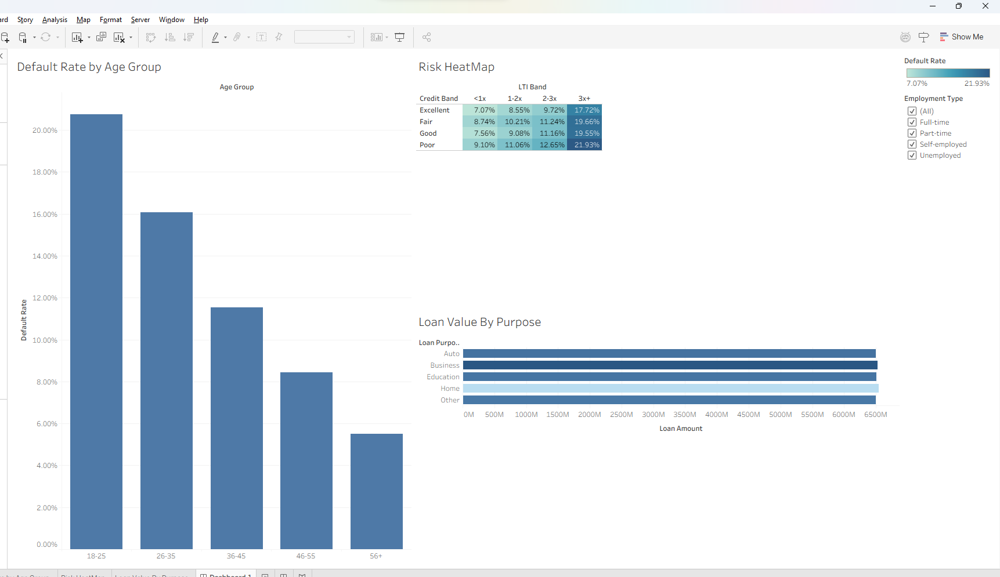 Story Analysis Map Format Server Window Help
Show Me
Default Rate by Age Group
Age Group
Default Rate
20.00%
18.00%
16.00%
14.00%
12.00%
10.00%
8.00%
6.00%
4.00%
2.00%
0.00%
18-25 26-35 36-45 46-55 56+
Risk HeatMap
LTI Band
Credit Band <1x 1-2x 2-3x 3x+
Excellent 7.07% 8.55% 9.72% 17.72%
Fair 8.74% 10.21% 11.24% 19.66%
Good 7.56% 9.08% 11.16% 19.55%
Poor 9.10% 11.06% 12.65% 21.93%
Loan Value By Purpose
Loan Purpo..
Auto
Business
Education
Home
Other
0M 500M 1000M 1500M 2000M 2500M 3000M 3500M 4000M 4500M 5000M 5500M 6000M 6500M
Loan Amount
Default Rate
7.07% 21.93%
Employment Type
(All)
Full-time
Part-time
Self-employed
Unemployed
Dashboard 1